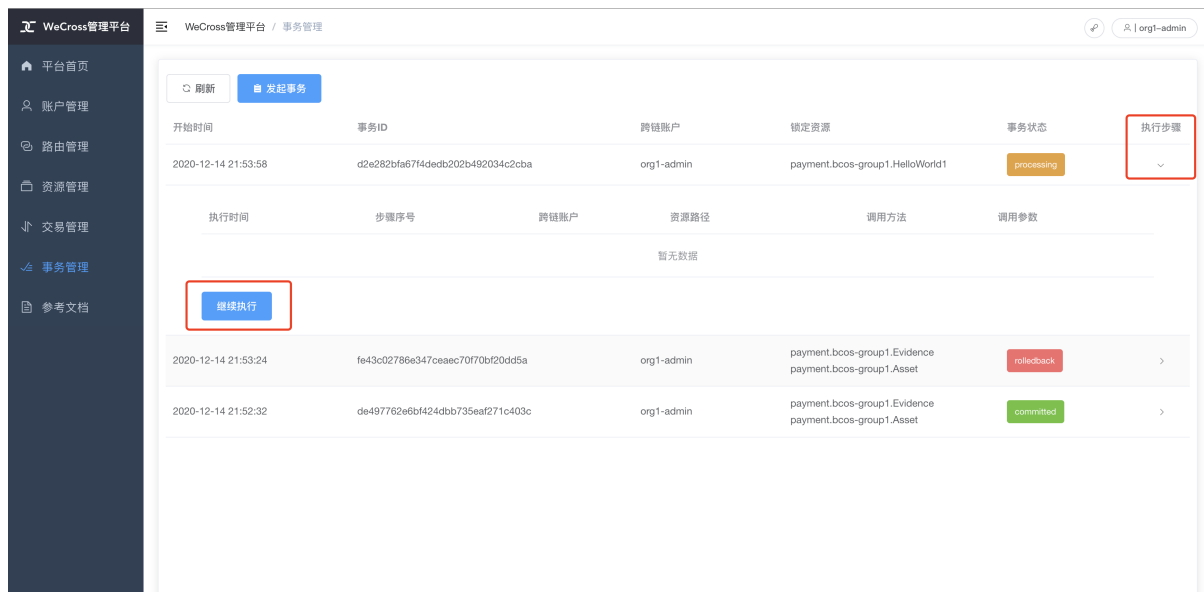 WeCross管理平台
WeCross管理平台 / 事务管理
org1-admin
平台首页
账户管理
路由管理
资源管理
交易管理
事务管理
参考文档
刷新 发起事务
开始时间 事务ID 跨链账户 锁定资源 事务状态 执行步骤
2020-12-14 21:53:58 d2e282bfa67f4dedb202b492034c2cba org1-admin payment.bcos-group1.HelloWorld1 processing
执行时间 步骤序号 跨链账户 资源路径 调用方法 调用参数
暂无数据
继续执行
2020-12-14 21:53:24 fe43c02786e347ceaec70f70bf20dd5a org1-admin payment.bcos-group1.Evidence rolledback
payment.bcos-group1.Asset
2020-12-14 21:52:32 de497762e6bf424dbb735eaf271c403c org1-admin payment.bcos-group1.Evidence committed
payment.bcos-group1.Asset